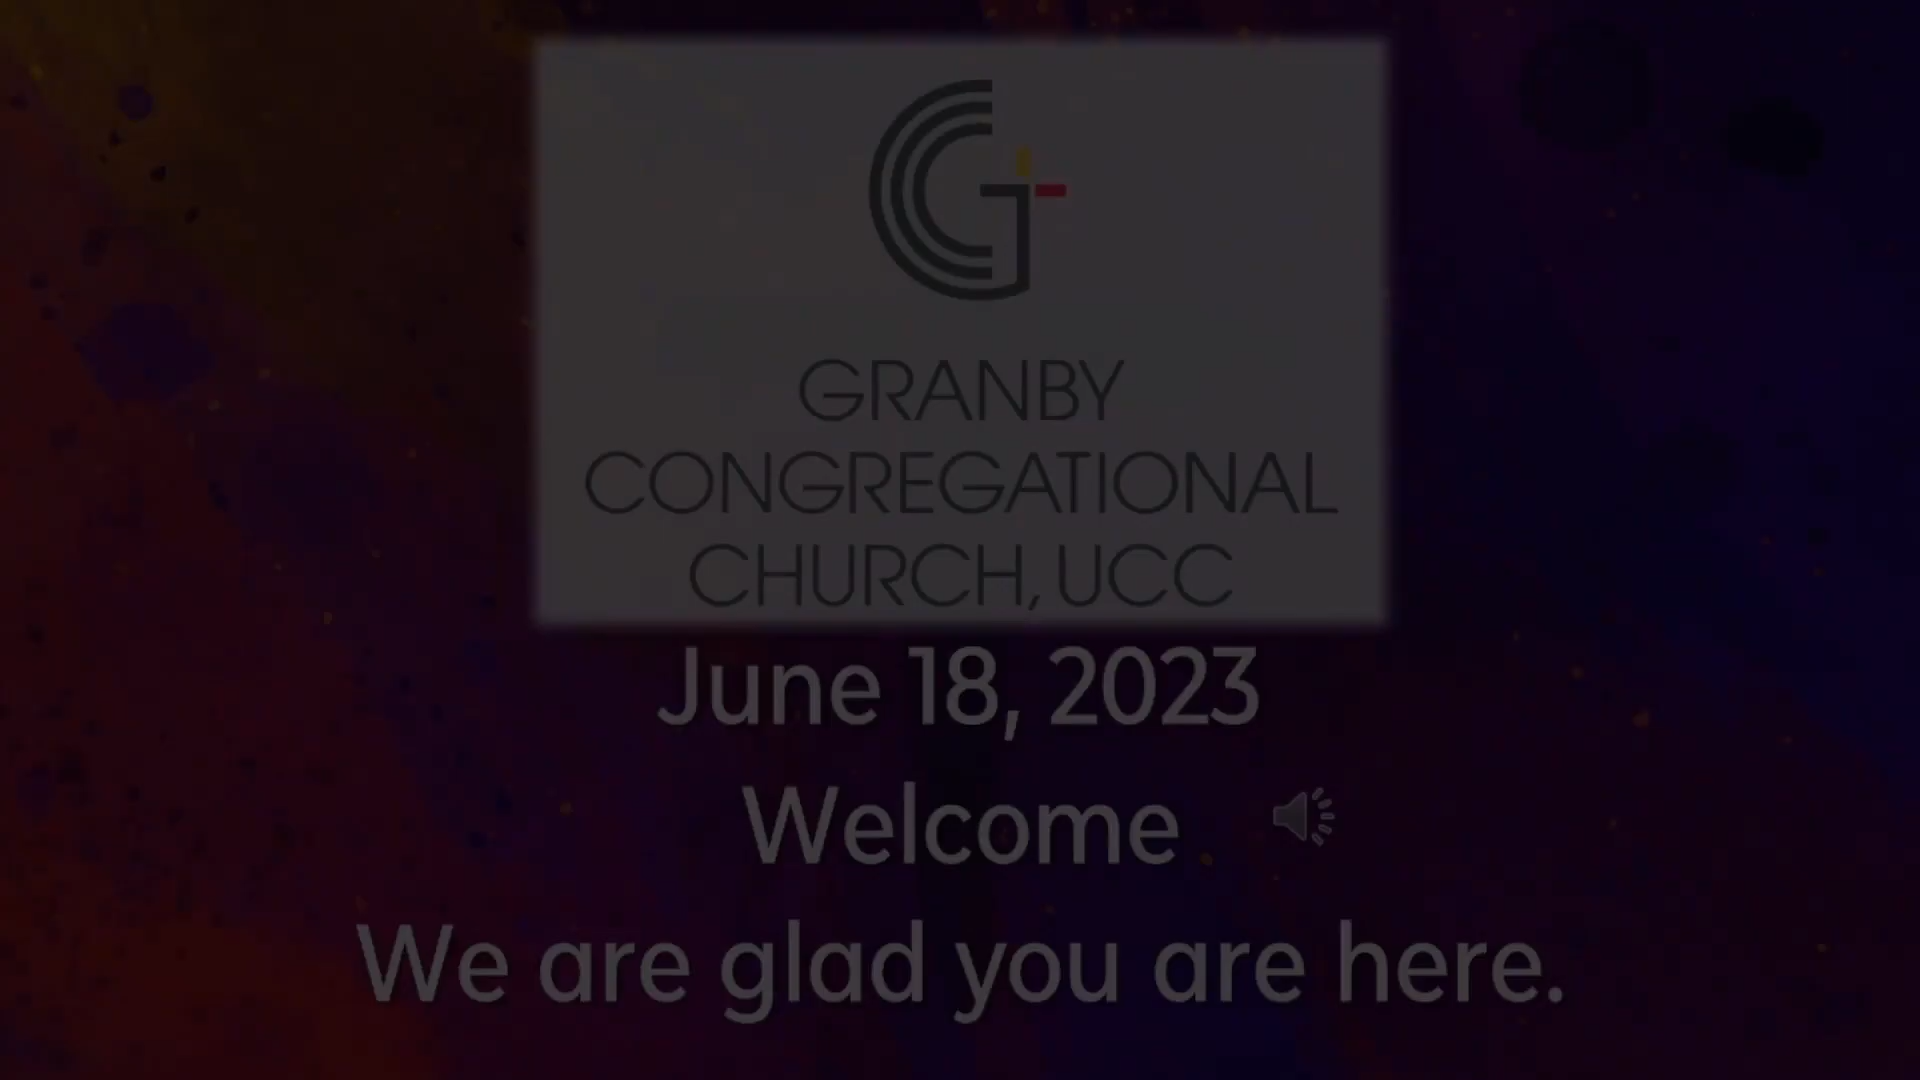 GRANBY
CONGREGATIONAL
CHURCH, UCC
June 18, 2023
Welcome
We are glad you are here.